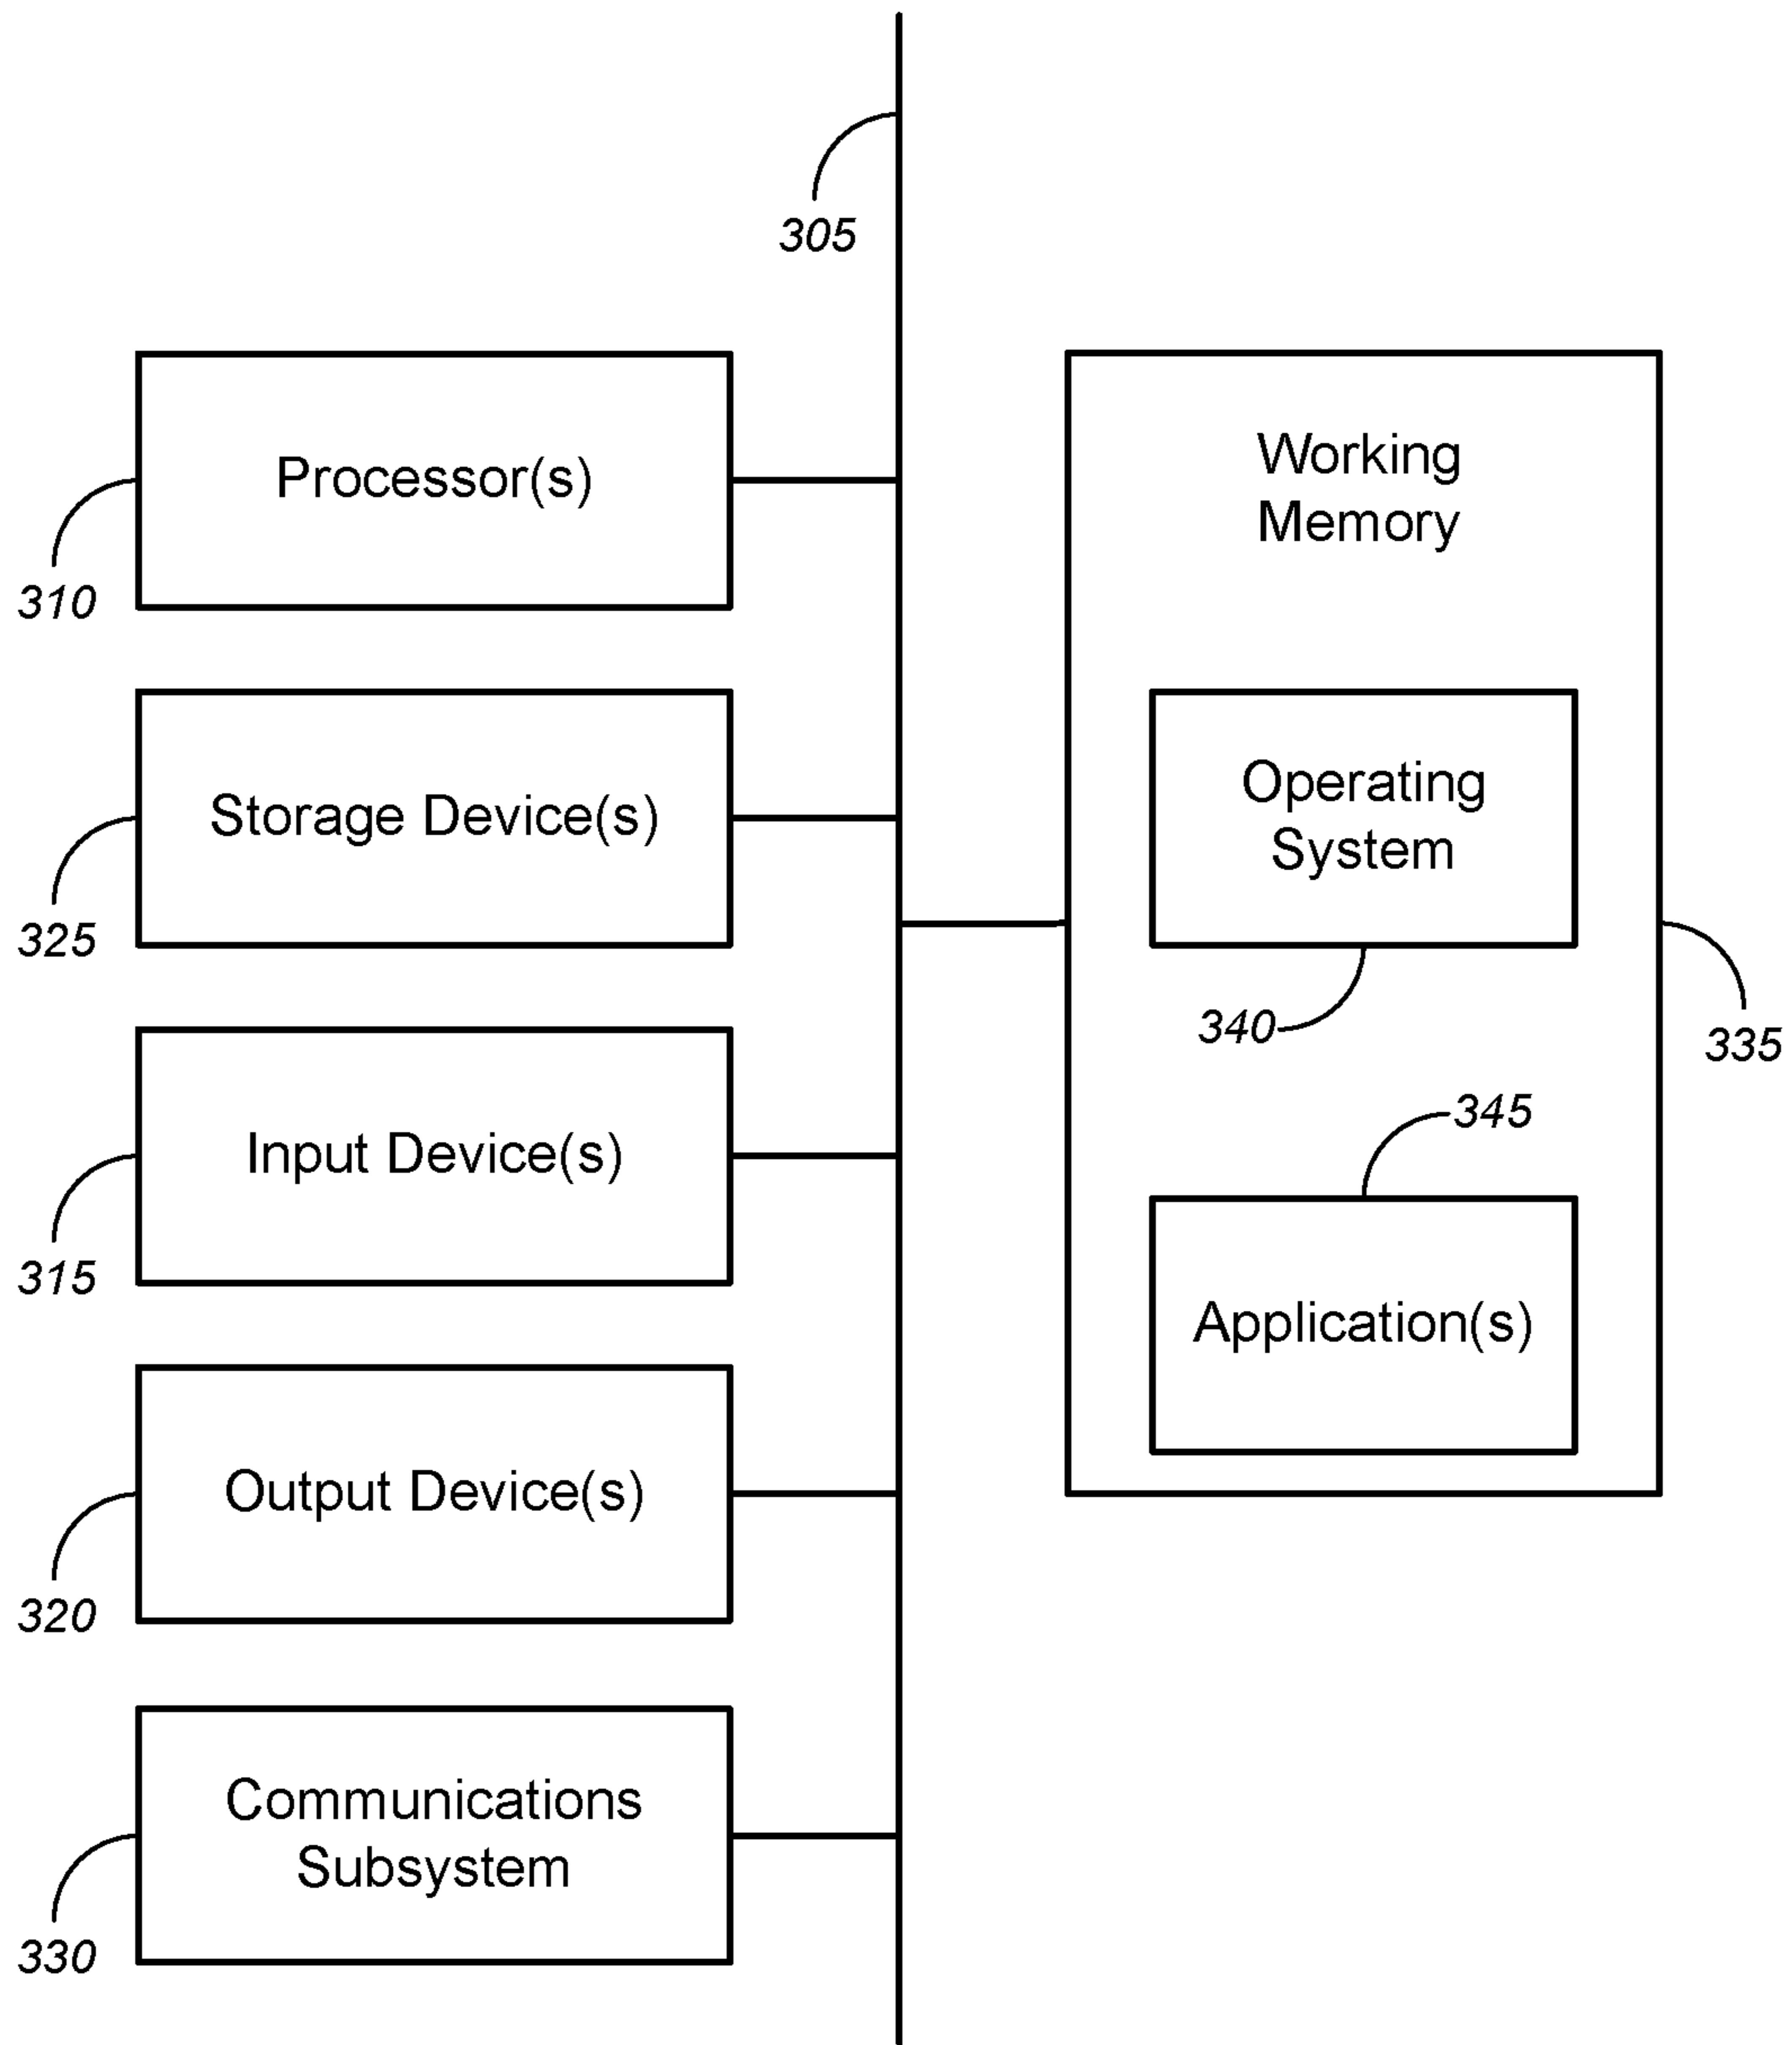 305
Processor(s)
310
Storage Device(s)
325
Input Device(s)
315
Output Device(s)
320
Communications
Subsystem
330
Working
Memory
Operating
System
340
335
345
Application(s)